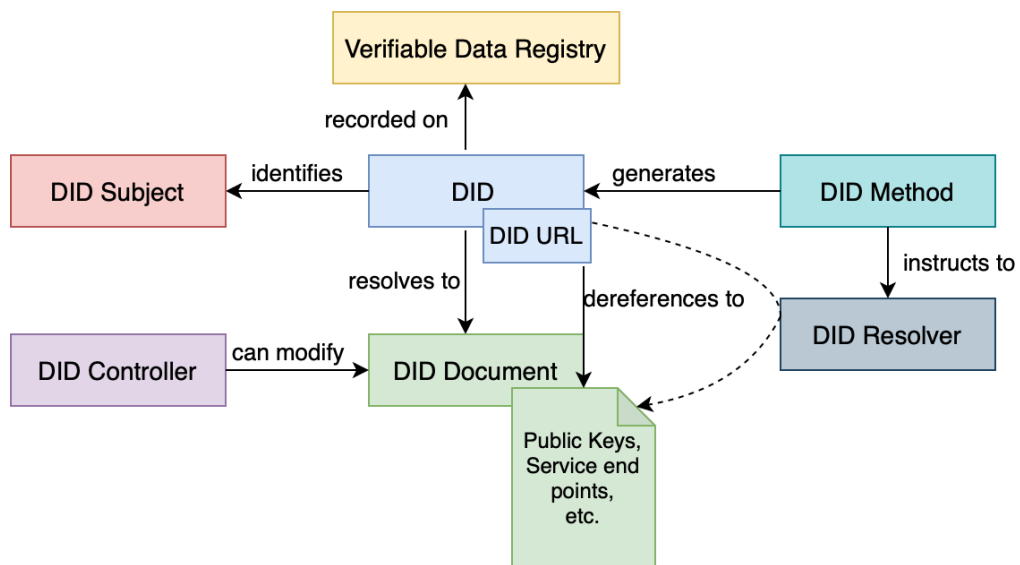 Verifiable Data Registry
recorded on
DID Subject
identifies
DID
generates
DID Method
DID URL
resolves to
dereferences to
instructs to
DID Resolver
DID Controller
can modify
DID Document
Public Keys,
Service end
points,
etc.